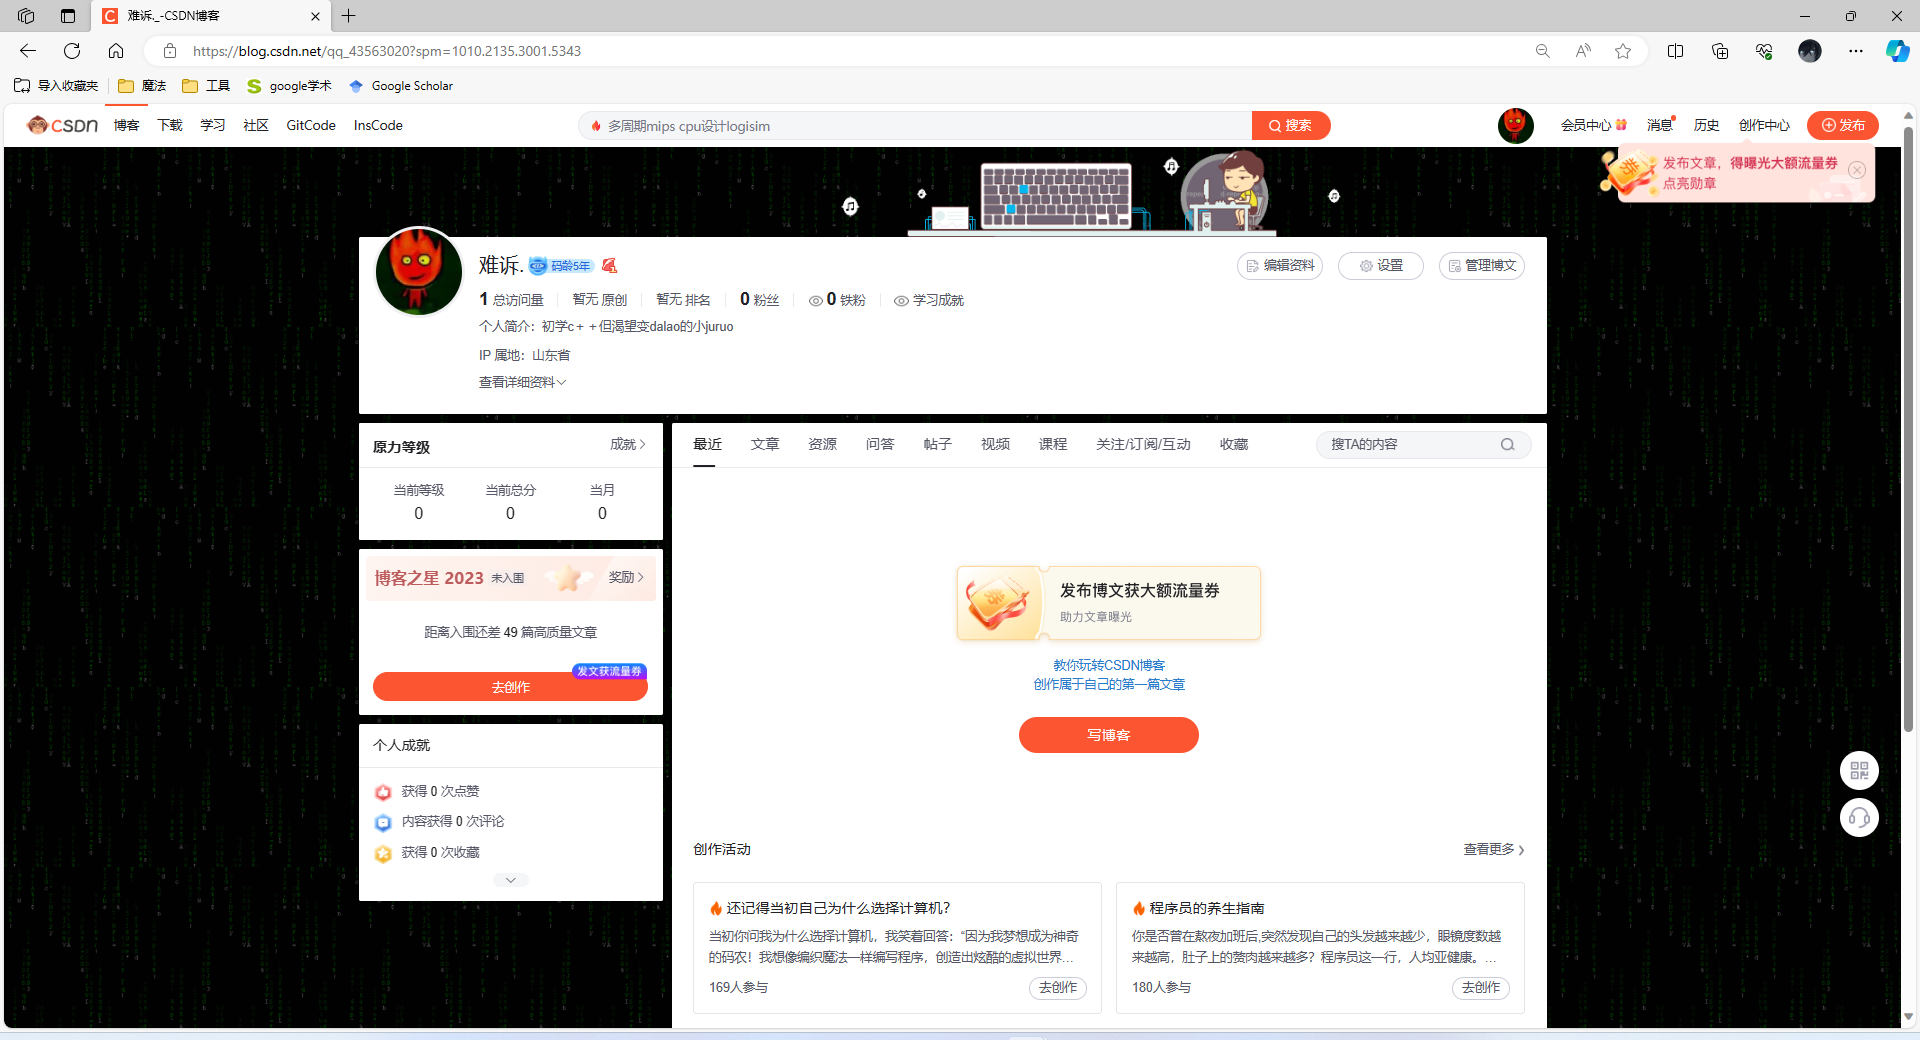 难诉._-CSDN博客
https://blog.csdn.net/qq_43563020?spm=1010.2135.3001.5343
导入收藏夹 魔法 工具 google学术 Google Scholar
CSDN 博客 下载 学习 社区 GitCode InsCode 多周期mips cpu设计logisim 搜索 会员中心 消息 历史 创作中心 发布
发布文章，得曝光大额流量券
点亮勋章
难诉. 码龄5年 编辑资料 设置 管理博文
1 总访问量 暂无 原创 暂无 排名 0 粉丝 0 铁粉 学习成就
个人简介：初学c＋＋但渴望变dalao的小juruo
IP 属地：山东省
查看详细资料
原力等级 成就
当前等级 当前总分 当月
0 0 0
博客之星 2023 未入围 奖励
距离入围还差 49 篇高质量文章
发文获流量券
去创作
个人成就
获得 0 次点赞
内容获得 0 次评论
获得 0 次收藏
最近 文章 资源 问答 帖子 视频 课程 关注/订阅/互动 收藏 搜TA的内容
券
发布博文获大额流量券
助力文章曝光
教你玩转CSDN博客
创作属于自己的第一篇文章
写博客
创作活动 查看更多
还记得当初自己为什么选择计算机？
当初你问我为什么选择计算机，我笑着回答：“因为我梦想成为神奇
的码农！我想像编织魔法一样编写程序，创造出炫酷的虚拟世界…
169人参与 去创作
程序员的养生指南
你是否曾在熬夜加班后,突然发现自己的头发越来越少，眼镜度数越
来越高，肚子上的赘肉越来越多？程序员这一行，人均亚健康。…
180人参与 去创作